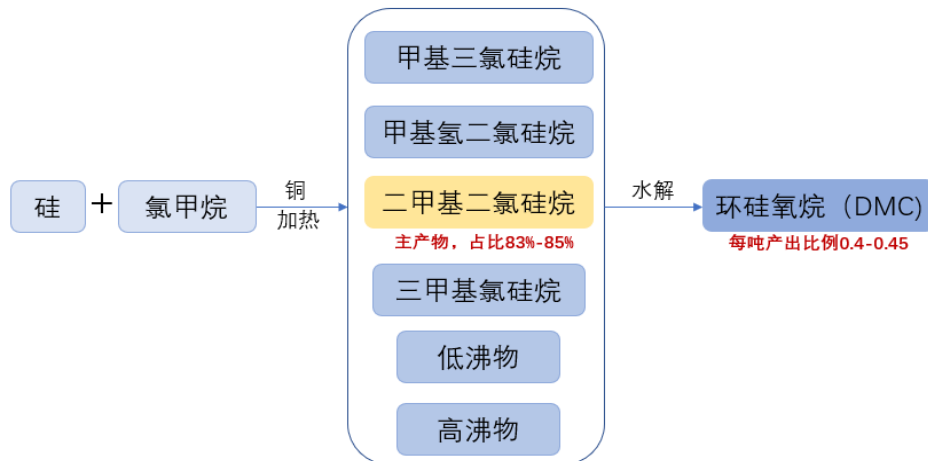 甲基三氯硅烷
甲基氢二氯硅烷
硅 + 氯甲烷
铜
加热
二甲基二氯硅烷
主产物，占比83%-85%
水解
环硅氧烷（DMC)
每吨产出比例0.4-0.45
三甲基氯硅烷
低沸物
高沸物